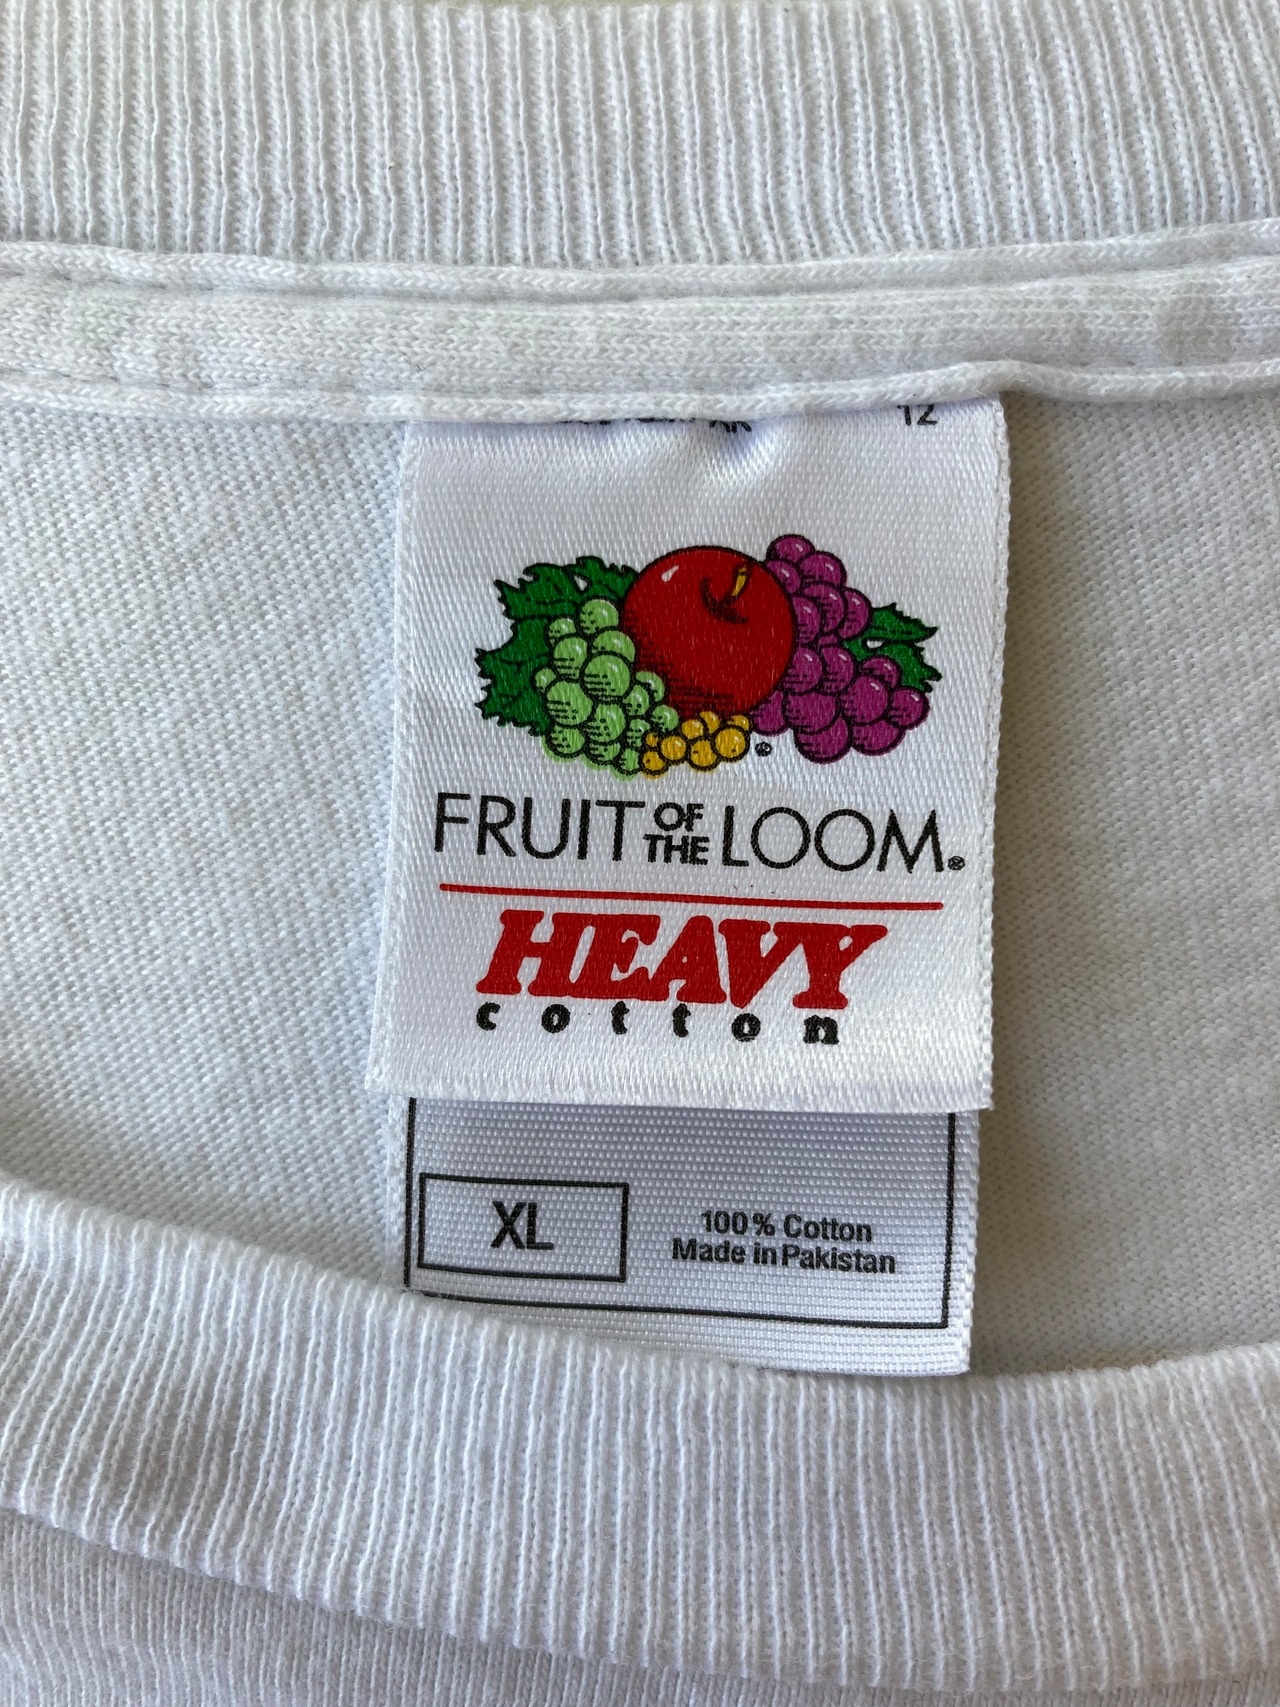 12
FRUIT OF THE LOOM®
HEAVY
cotton
XL
100% Cotton
Made in Pakistan